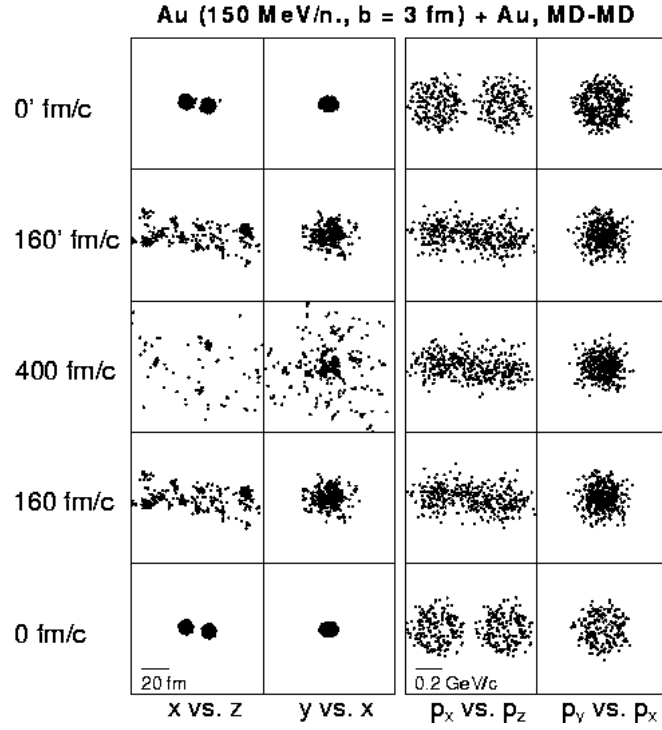 Au (150 MeV/n., b = 3 fm) + Au, MD-MD
0' fm/c
160' fm/c
400 fm/c
160 fm/c
0 fm/c
20 fm
0.2 GeV/c
x vs. z y vs. x px vs. pz py vs. px